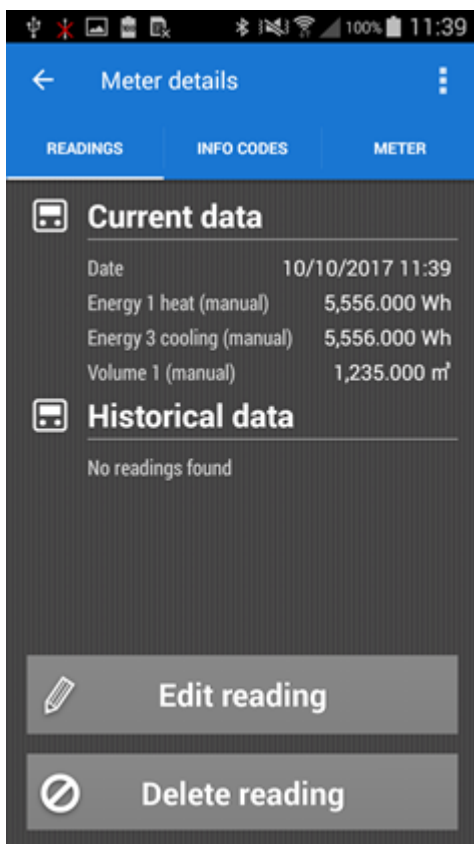 100% 11:39
Meter details
READINGS INFO CODES METER
Current data
Date 10/10/2017 11:39
Energy 1 heat (manual) 5,556.000 Wh
Energy 3 cooling (manual) 5,556.000 Wh
Volume 1 (manual) 1,235.000 m³
Historical data
No readings found
Edit reading
Delete reading